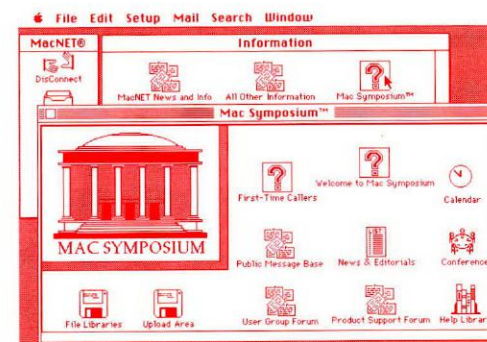 File Edit Setup Mail Search Window
MacNET®
Information
DisConnect
MacNET News and Info
All Other Information
Mac Symposium™
Mac Symposium™
First-Time Callers
Welcome to Mac Symposium
Calendar
MAC SYMPOSIUM
Public Message Base
News & Editorials
Conference
File Libraries
Upload Area
User Group Forum
Product Support Forum
Help Librar